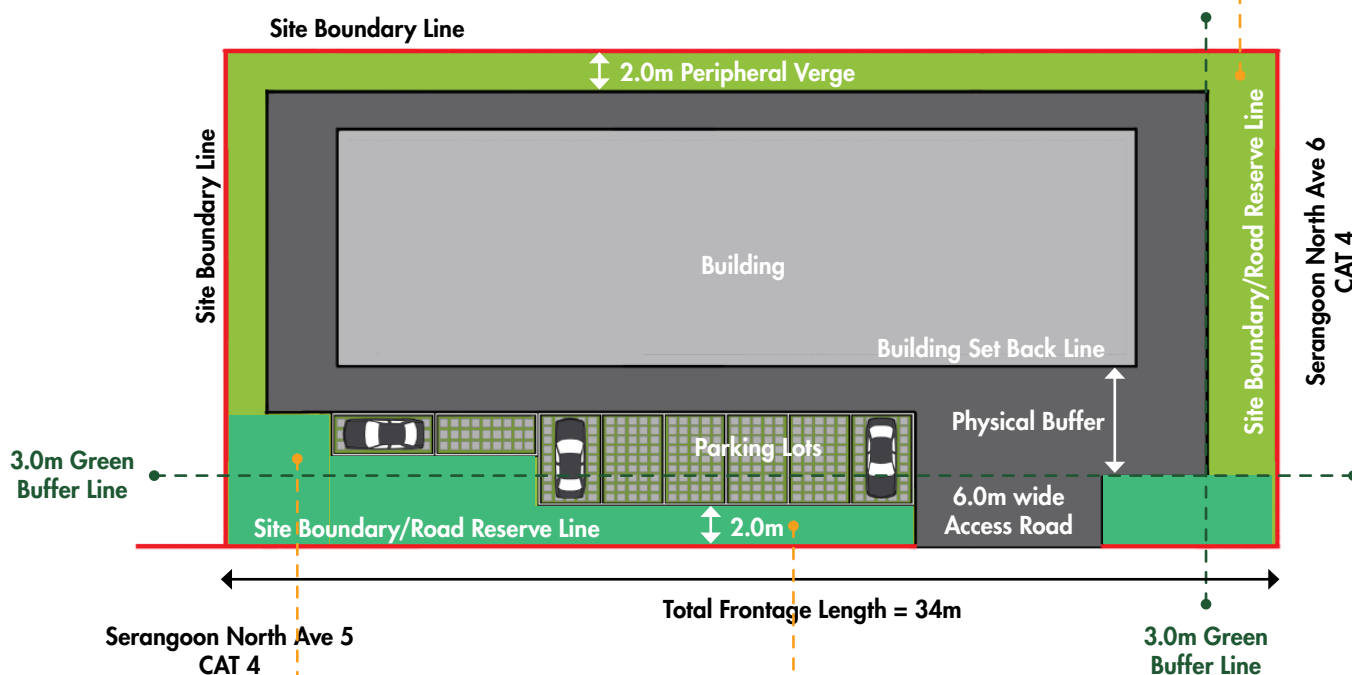 Site Boundary Line
2.0m Peripheral Verge
Site Boundary Line
Building
Site Boundary/Road Reserve Line
Serangoon North Ave 6
CAT 4
Building Set Back Line
Physical Buffer
Parking Lots
3.0m Green
Buffer Line
6.0m wide
Access Road
Site Boundary/Road Reserve Line
2.0m
Total Frontage Length = 34m
Serangoon North Ave 5
CAT 4
3.0m Green
Buffer Line